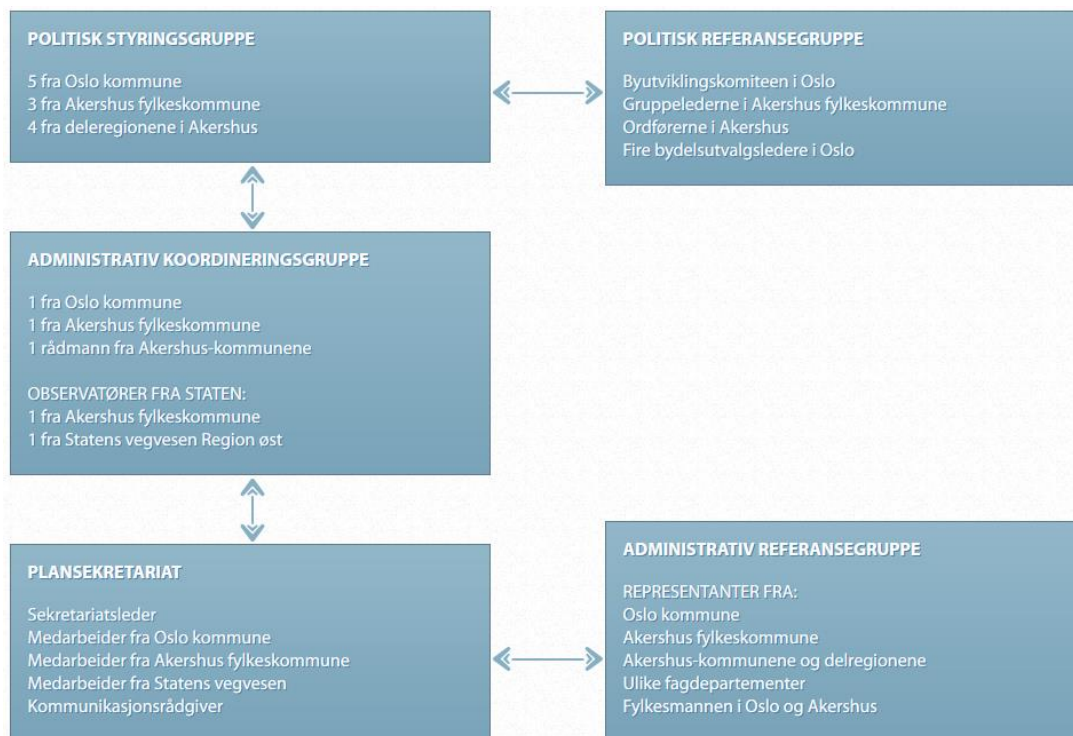 POLITISK STYRINGSGRUPPE
5 fra Oslo kommune
3 fra Akershus fylkeskommune
4 fra deleregionene i Akershus
POLITISK REFERANSEGRUPPE
Byutviklingskomiteen i Oslo
Gruppelederne i Akershus fylkeskommune
Ordførerne i Akershus
Fire bydelsutvalgsledere i Oslo
ADMINISTRATIV KOORDINERINGSGRUPPE
1 fra Oslo kommune
1 fra Akershus fylkeskommune
1 rådmann fra Akershus-kommunene
OBSERVATØRER FRA STATEN:
1 fra Akershus fylkeskommune
1 fra Statens vegvesen Region øst
PLANSEKRETARIAT
Sekretariatsleder
Medarbeider fra Oslo kommune
Medarbeider fra Akershus fylkeskommune
Medarbeider fra Statens vegvesen
Kommunikasjonsrådgiver
ADMINISTRATIV REFERANSEGRUPPE
REPRESENTANTER FRA:
Oslo kommune
Akershus fylkeskommune
Akershus-kommunene og delregionene
Ulike fagdepartementer
Fylkesmannen i Oslo og Akershus